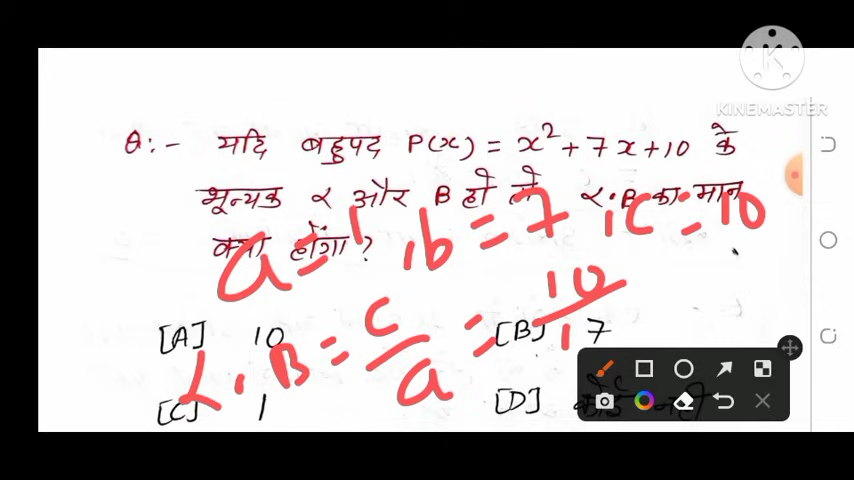 KINEMASTER
Q:- यदि बहुपद P(x) = x² + 7x + 10 के
शून्यक α और B हो तो α·B का मान
क्या होगा?
a = 1 , b = 7 , c = 10
[A] 10 [B] 7
α . B = c/a = 10/1
[C] 1 [D]